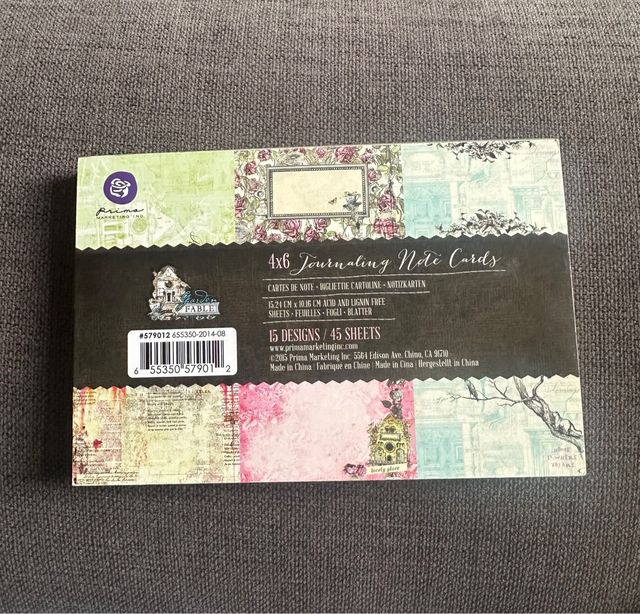 Prima
MARKETING INC
4x6 Journaling Note Cards
CARTES DE NOTE • BIGLIETTIE CARTOLINE • NOTIZKARTEN
15.24 CM x 10.16 CM ACID AND LIGNIN FREE
SHEETS • FEUILLES • FOGLI • BLATTER
Garden
FABLE
15 DESIGNS / 45 SHEETS
www.primamarketinginc.com
©2015 Prima Marketing Inc 5564 Edison Ave. Chino, CA 91710
Made in China | Fabrique en Chine | Made in Cina | Hergestellt in China
#579012 655350-2014-08
6 55350 57901 2
lovely place